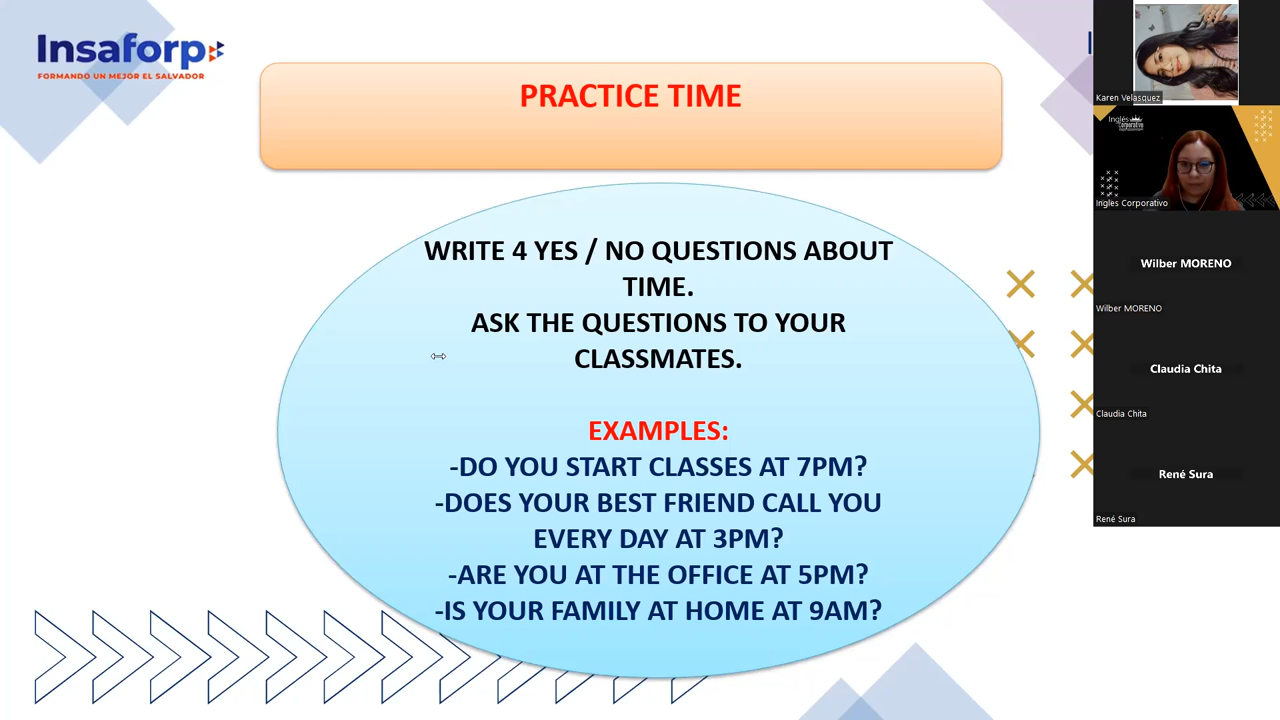 Insaforp
FORMANDO UN MEJOR EL SALVADOR
PRACTICE TIME
WRITE 4 YES / NO QUESTIONS ABOUT
TIME.
ASK THE QUESTIONS TO YOUR
CLASSMATES.
EXAMPLES:
-DO YOU START CLASSES AT 7PM?
-DOES YOUR BEST FRIEND CALL YOU
EVERY DAY AT 3PM?
-ARE YOU AT THE OFFICE AT 5PM?
-IS YOUR FAMILY AT HOME AT 9AM?
Karen Velasquez
Inglés
Corporativo
Ingles Corporativo
Wilber MORENO
Wilber MORENO
Claudia Chita
Claudia Chita
René Sura
René Sura